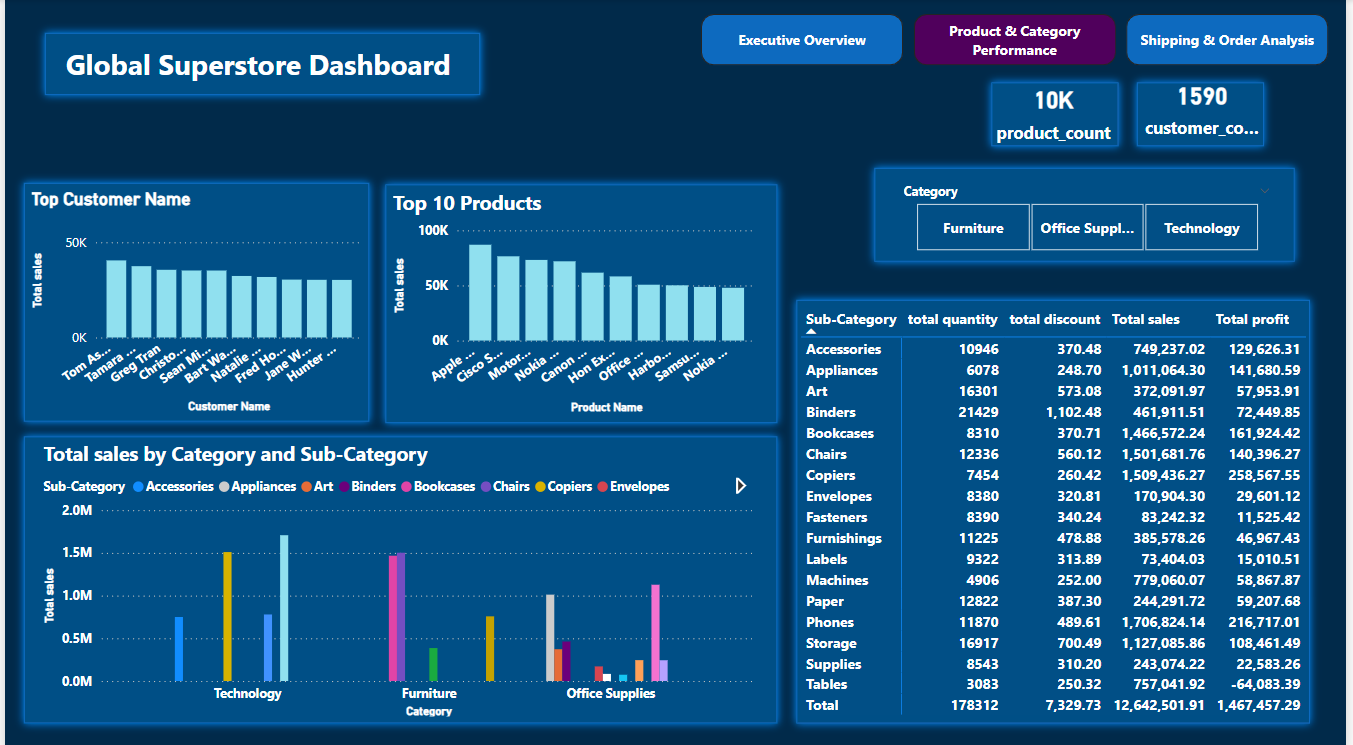 Global Superstore Dashboard
Executive Overview
Product & Category
Performance
Shipping & Order Analysis
10K
product_count
1590
customer_co...
Category
Furniture
Office Suppl...
Technology
Top Customer Name
Total sales
50K
0K
Tom As...
Tamara ...
Greg Tran
Christo...
Sean Mi...
Bart Wa...
Natalie ...
Fred Ho...
Jane W...
Hunter ...
Customer Name
Top 10 Products
Total sales
100K
50K
0K
Apple ...
Cisco S...
Motor...
Nokia ...
Canon ...
Hon Ex...
Office ...
Harbo...
Samsu...
Nokia ...
Product Name
Total sales by Category and Sub-Category
Sub-Category Accessories Appliances Art Binders Bookcases Chairs Copiers Envelopes
Total sales
2.0M
1.5M
1.0M
0.5M
0.0M
Technology Furniture Office Supplies
Category
Sub-Category total quantity total discount Total sales Total profit
Accessories 10946 370.48 749,237.02 129,626.31
Appliances 6078 248.70 1,011,064.30 141,680.59
Art 16301 573.08 372,091.97 57,953.91
Binders 21429 1,102.48 461,911.51 72,449.85
Bookcases 8310 370.71 1,466,572.24 161,924.42
Chairs 12336 560.12 1,501,681.76 140,396.27
Copiers 7454 260.42 1,509,436.27 258,567.55
Envelopes 8380 320.81 170,904.30 29,601.12
Fasteners 8390 340.24 83,242.32 11,525.42
Furnishings 11225 478.88 385,578.26 46,967.43
Labels 9322 313.89 73,404.03 15,010.51
Machines 4906 252.00 779,060.07 58,867.87
Paper 12822 387.30 244,291.72 59,207.68
Phones 11870 489.61 1,706,824.14 216,717.01
Storage 16917 700.49 1,127,085.86 108,461.49
Supplies 8543 310.20 243,074.22 22,583.26
Tables 3083 250.32 757,041.92 -64,083.39
Total 178312 7,329.73 12,642,501.91 1,467,457.29